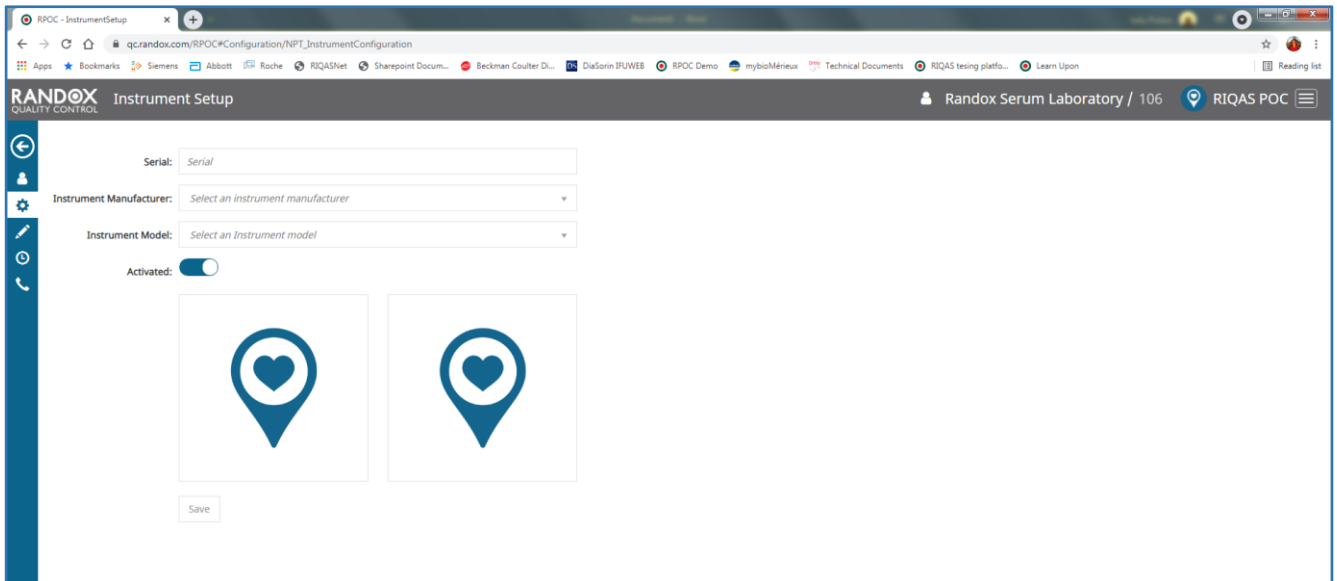 RPOC - InstrumentSetup
qc.randox.com/RPOC#Configuration/NPT_InstrumentConfiguration
Apps Bookmarks Siemens Abbott Roche RIQASNet Sharepoint Docum... Beckman Coulter Di... DiaSorin IFUWEB RPOC Demo mybioMérieux Technical Documents RIQAS tesing platfo... Learn Upon Reading list
RANDOX
QUALITY CONTROL
Instrument Setup
Randox Serum Laboratory / 106 RIQAS POC
Serial: Serial
Instrument Manufacturer: Select an instrument manufacturer
Instrument Model: Select an Instrument model
Activated:
Save